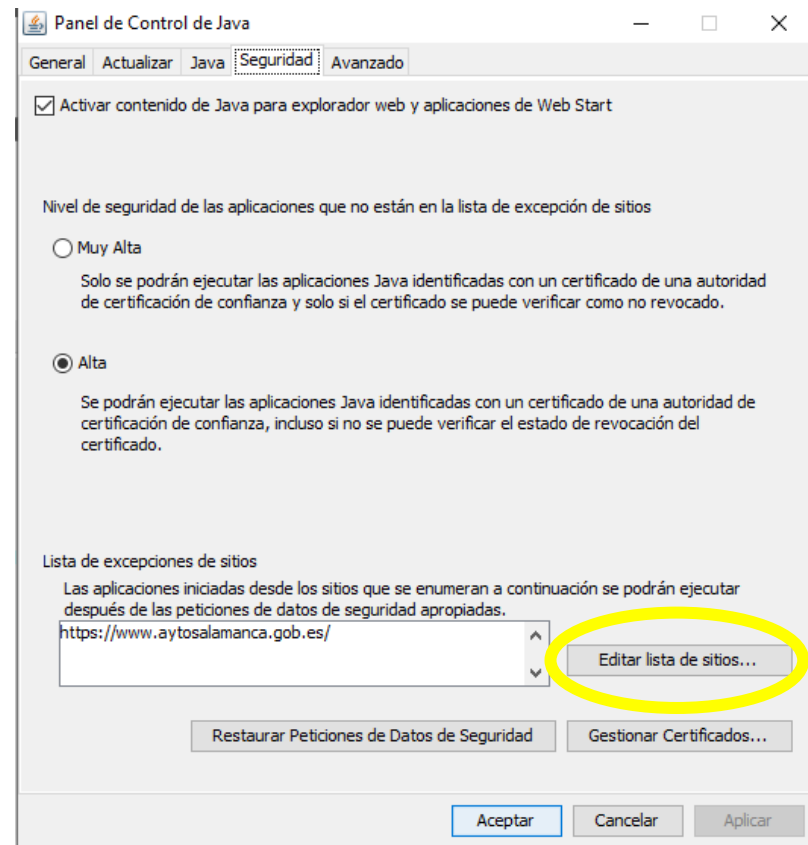 Panel de Control de Java
General Actualizar Java Seguridad Avanzado
Activar contenido de Java para explorador web y aplicaciones de Web Start
Nivel de seguridad de las aplicaciones que no están en la lista de excepción de sitios
Muy Alta
Solo se podrán ejecutar las aplicaciones Java identificadas con un certificado de una autoridad
de certificación de confianza y solo si el certificado se puede verificar como no revocado.
Alta
Se podrán ejecutar las aplicaciones Java identificadas con un certificado de una autoridad de
certificación de confianza, incluso si no se puede verificar el estado de revocación del
certificado.
Lista de excepciones de sitios
Las aplicaciones iniciadas desde los sitios que se enumeran a continuación se podrán ejecutar
después de las peticiones de datos de seguridad apropiadas.
https://www.aytosalamanca.gob.es/
Editar lista de sitios...
Restaurar Peticiones de Datos de Seguridad Gestionar Certificados...
Aceptar Cancelar Aplicar